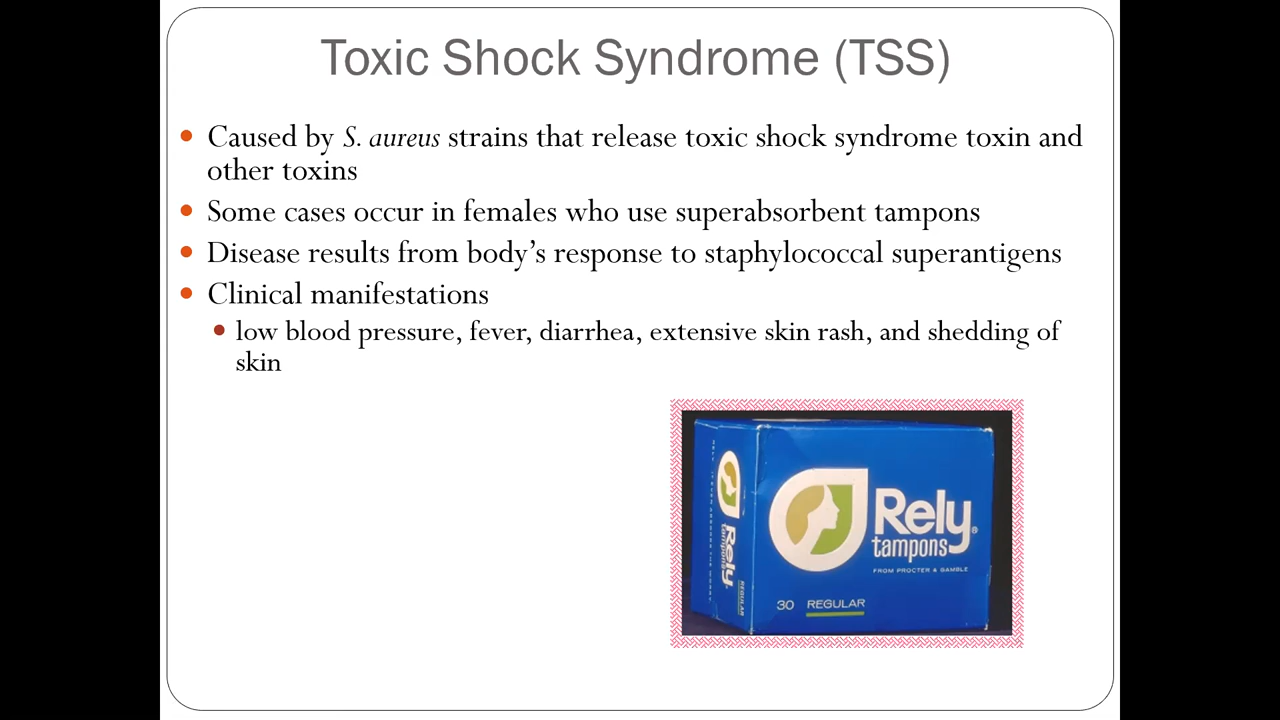 Toxic Shock Syndrome (TSS)
Caused by S. aureus strains that release toxic shock syndrome toxin and
other toxins
Some cases occur in females who use superabsorbent tampons
Disease results from body’s response to staphylococcal superantigens
Clinical manifestations
low blood pressure, fever, diarrhea, extensive skin rash, and shedding of
skin
Rely®
tampons
FROM PROCTER & GAMBLE
30 REGULAR
Rely
tampons
REGULAR